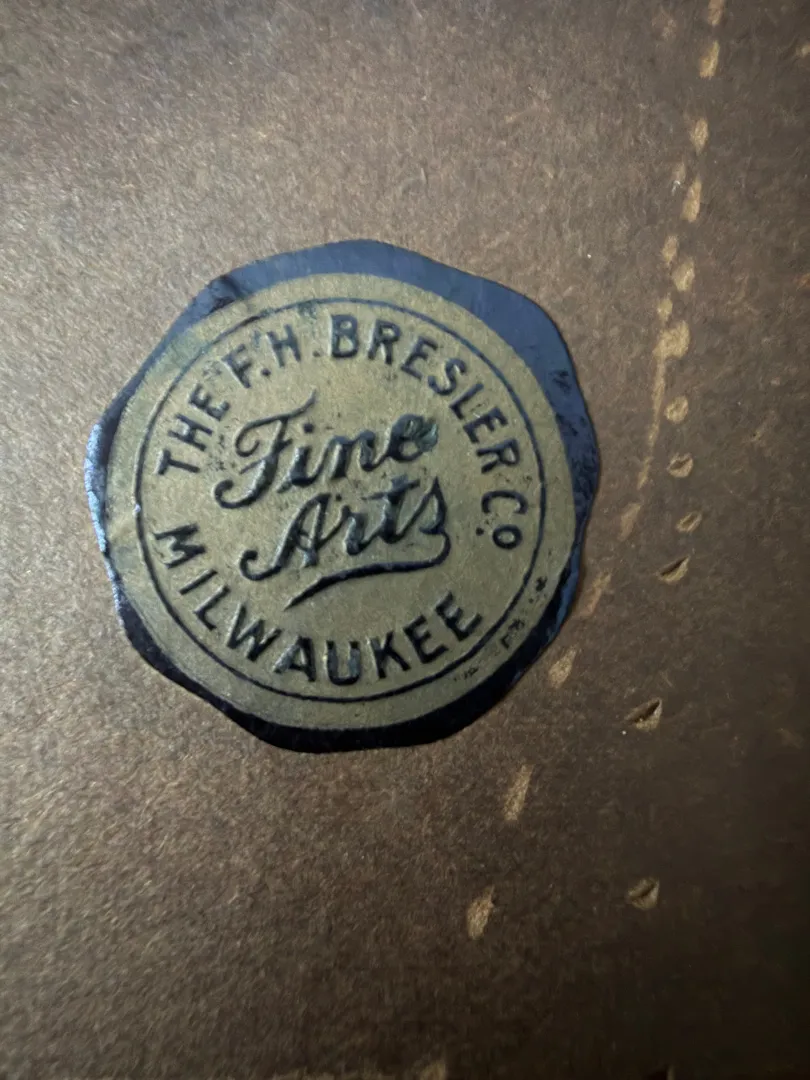 THE F.H. BRESLER Co.
Fine
Arts
MILWAUKEE